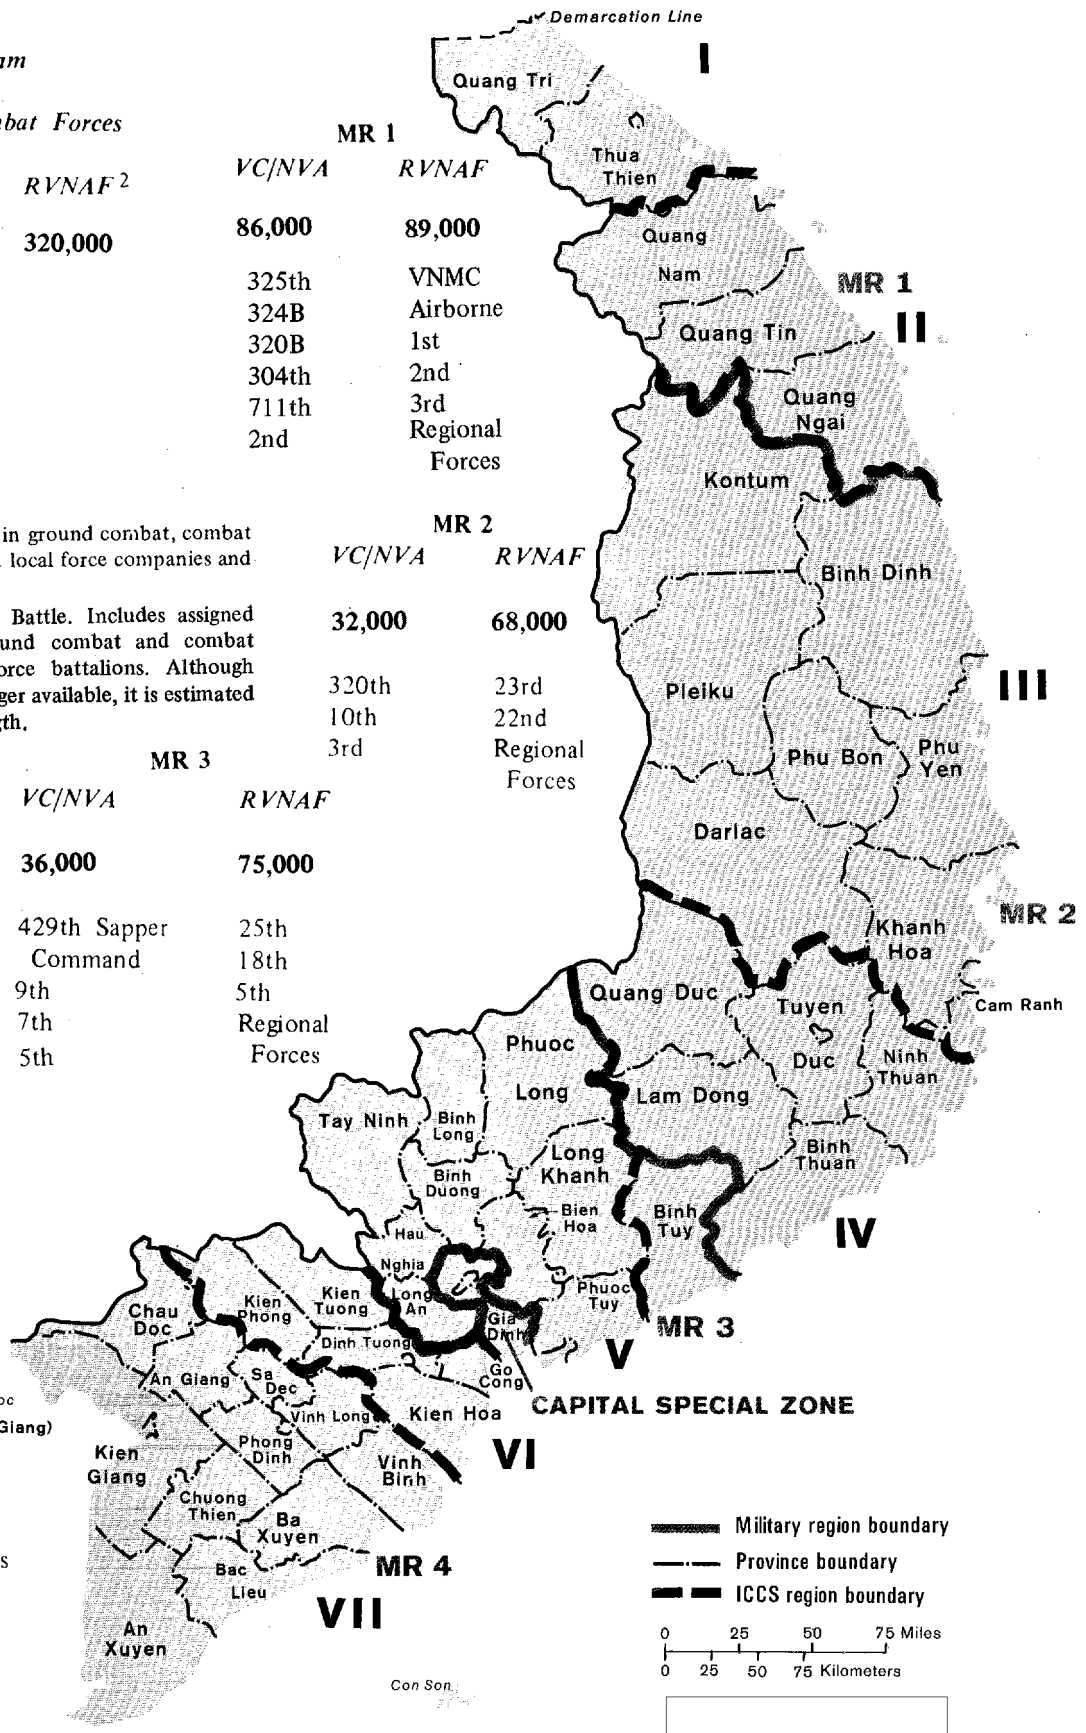 Demarcation Line
am
bat Forces
RVNAF 2
320,000
MR 1
VC/NVA RVNAF
86,000 89,000
325th VNMC
324B Airborne
320B 1st
304th 2nd
711th 3rd
2nd Regional
Forces
in ground combat, combat
local force companies and
Battle. Includes assigned
und combat and combat
orce battalions. Although
ger available, it is estimated
gth.
MR 2
VC/NVA RVNAF
32,000 68,000
320th 23rd
10th 22nd
3rd Regional
Forces
MR 3
VC/NVA RVNAF
36,000 75,000
429th Sapper 25th
Command 18th
9th 5th
7th Regional
5th Forces
I
Quang Tri
Thua
Thien
Quang
Nam
MR 1
II
Quang Tin
Quang
Ngai
Kontum
Binh Dinh
Pleiku
III
Phu Bon
Phu
Yen
Darlac
MR 2
Khanh
Hoa
Quang Duc
Tuyen
Duc
Cam Ranh
Ninh
Thuan
Phuoc
Long
Lam Dong
Tay Ninh
Binh
Long
Long
Khanh
Binh
Thuan
Binh
Duong
Bien
Hoa
Binh
Tuy
IV
Hau
Nghia
Long
An
Kien
Tuong
Kien
Phong
Chau
Doc
Phuoc
Tuy
Gia
Dinh
MR 3
V
Dinh Tuong
Go
Cong
CAPITAL SPECIAL ZONE
An Giang
Sa
Dec
oc
Giang)
Vinh Long
Kien Hoa
VI
Phong
Dinh
Kien
Giang
Vinh
Binh
Chuong
Thien
Ba
Xuyen
MR 4
s
Bac
Lieu
VII
An
Xuyen
Con Son
Military region boundary
Province boundary
ICCS region boundary
0 25 50 75 Miles
0 25 50 75 Kilometers